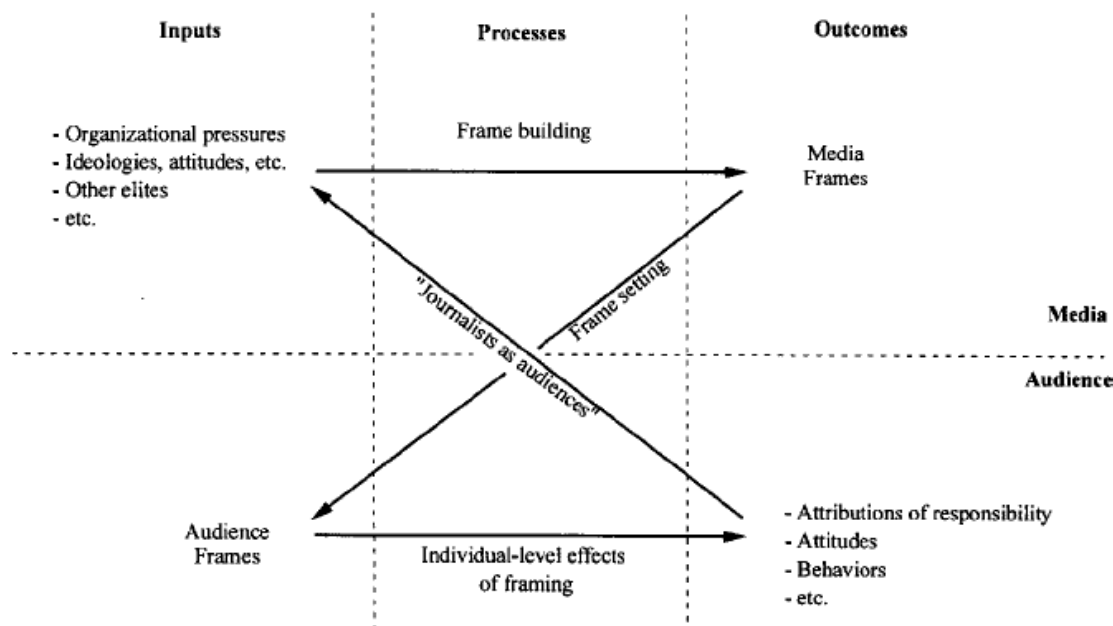 Inputs
Processes
Outcomes
- Organizational pressures
- Ideologies, attitudes, etc.
- Other elites
- etc.
Frame building
Media
Frames
"Journalists as audiences"
Frame setting
Media
Audience
Audience
Frames
Individual-level effects
of framing
- Attributions of responsibility
- Attitudes
- Behaviors
- etc.